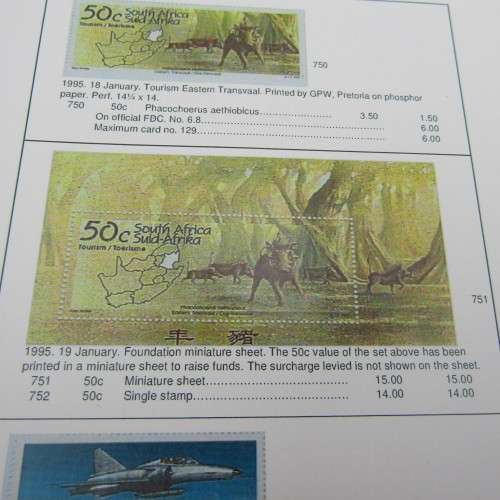 50c South Africa
Suid-Afrika
Tourism / Toerisme
750
1995. 18 January. Tourism Eastern Transvaal. Printed by GPW, Pretoria on phosphor
paper. Perf. 14¼ x 14.
750 50c Phacochoerus aethiobicus.................... 3.50 1.50
On official FDC. No. 6.8.................................................... 6.00
Maximum card no. 129.................................................... 6.00
50c South Africa
Suid-Afrika
Tourism / Toerisme
751
羊 豬
1995. 19 January. Foundation miniature sheet. The 50c value of the set above has been
printed in a miniature sheet to raise funds. The surcharge levied is not shown on the sheet.
751 50c Miniature sheet.................................... 15.00 15.00
752 50c Single stamp....................................... 14.00 14.00